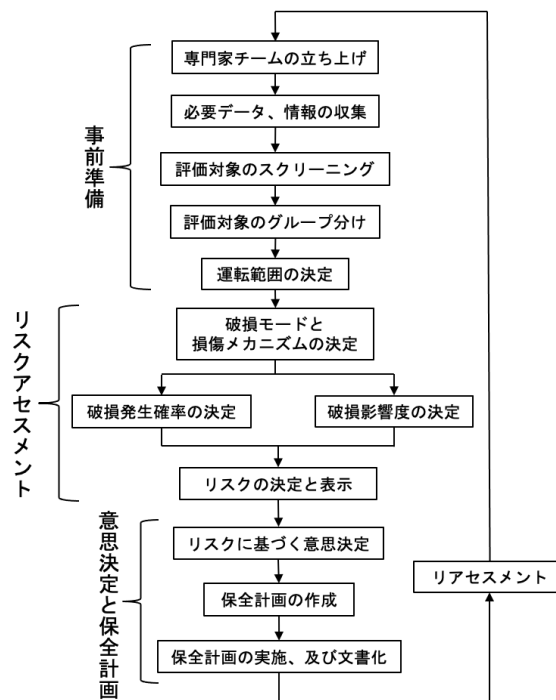 専門家チームの立ち上げ
必要データ、情報の収集
評価対象のスクリーニング
評価対象のグループ分け
運転範囲の決定
事前準備
破損モードと
損傷メカニズムの決定
破損発生確率の決定
破損影響度の決定
リスクの決定と表示
リスクアセスメント
リスクに基づく意思決定
保全計画の作成
保全計画の実施、及び文書化
意思決定と保全計画
リアセスメント